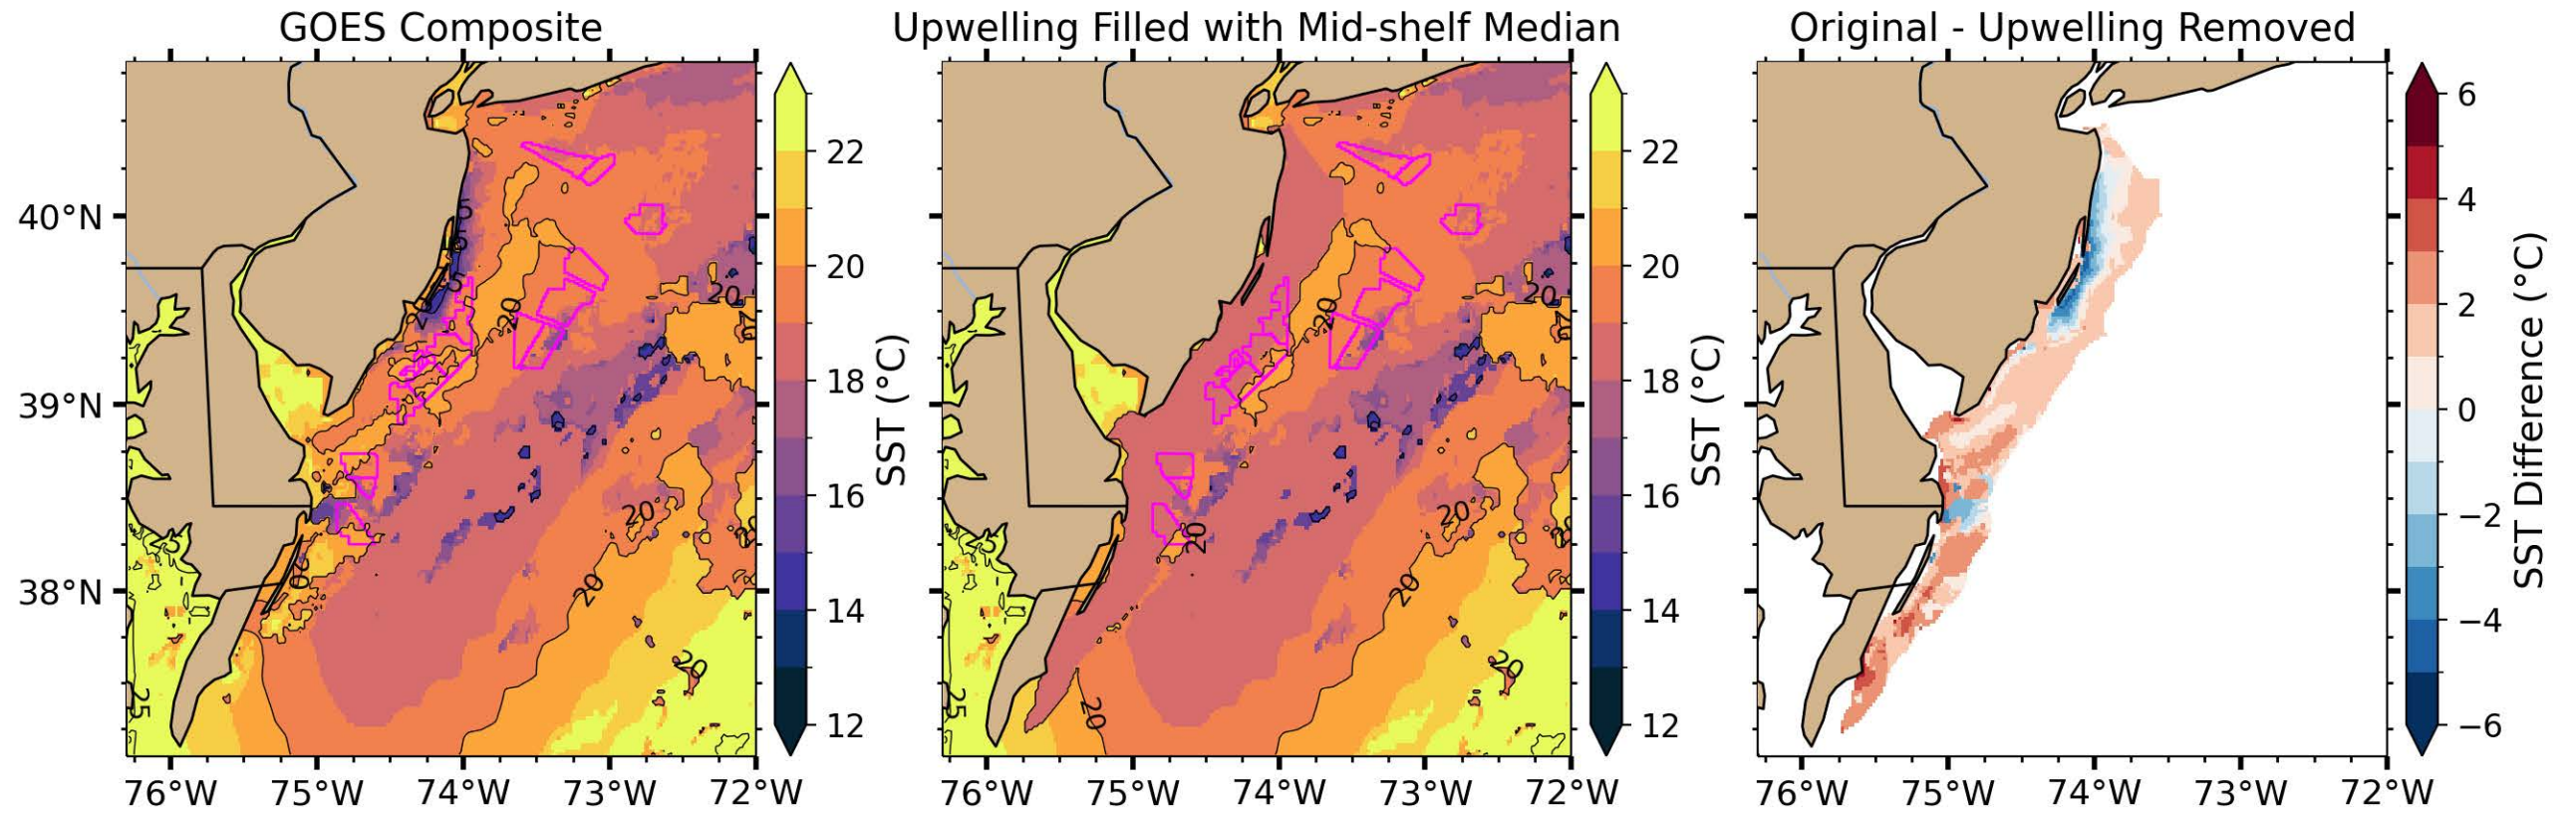 GOES Composite
Upwelling Filled with Mid-shelf Median
Original - Upwelling Removed
40°N
39°N
38°N
76°W 75°W 74°W 73°W 72°W
20
20
20
20
20
20
25
22
20
18
16
14
12
SST (°C)
76°W 75°W 74°W 73°W 72°W
20
20
20
20
20
20
20
25
22
20
18
16
14
12
SST (°C)
76°W 75°W 74°W 73°W 72°W
6
4
2
0
−2
−4
−6
SST Difference (°C)